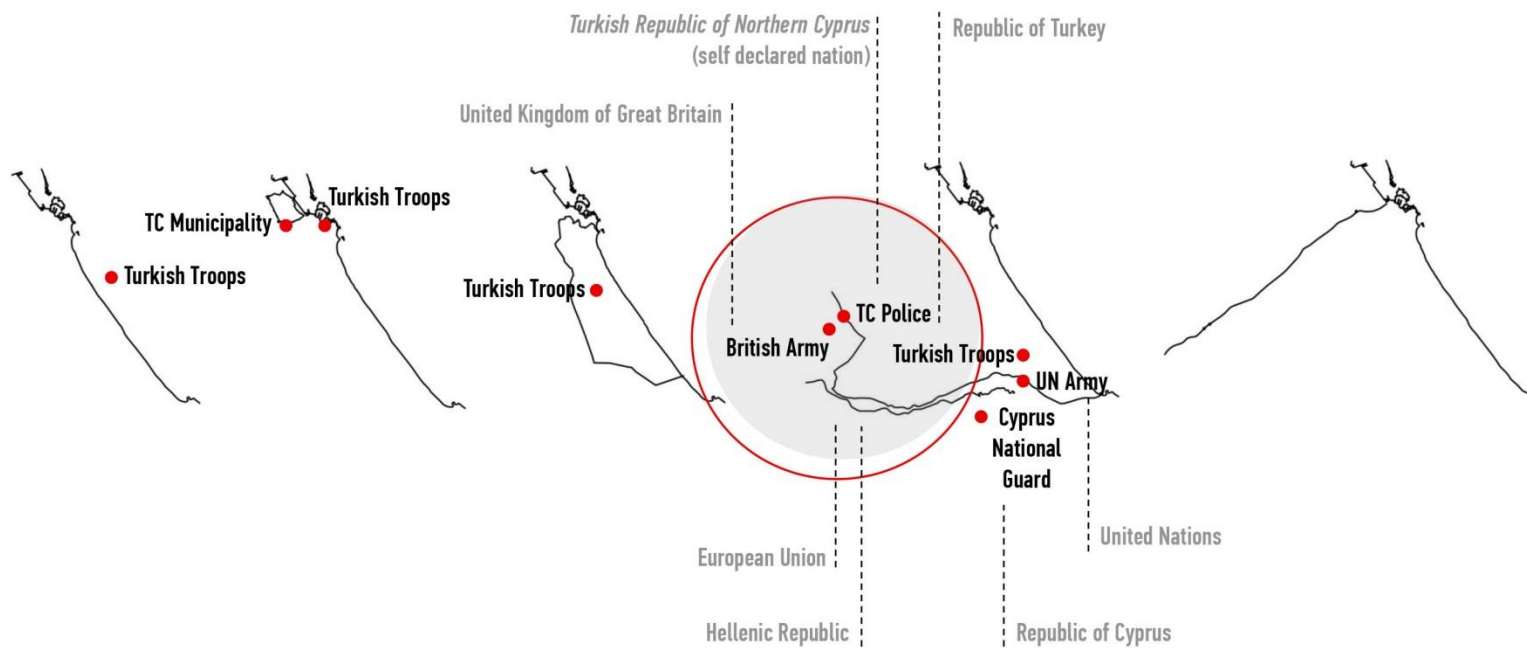 Turkish Republic of Northern Cyprus
(self declared nation)
Republic of Turkey
United Kingdom of Great Britain
Turkish Troops
TC Municipality
Turkish Troops
Turkish Troops
TC Police
British Army
Turkish Troops
UN Army
Cyprus
National
Guard
European Union
United Nations
Hellenic Republic
Republic of Cyprus